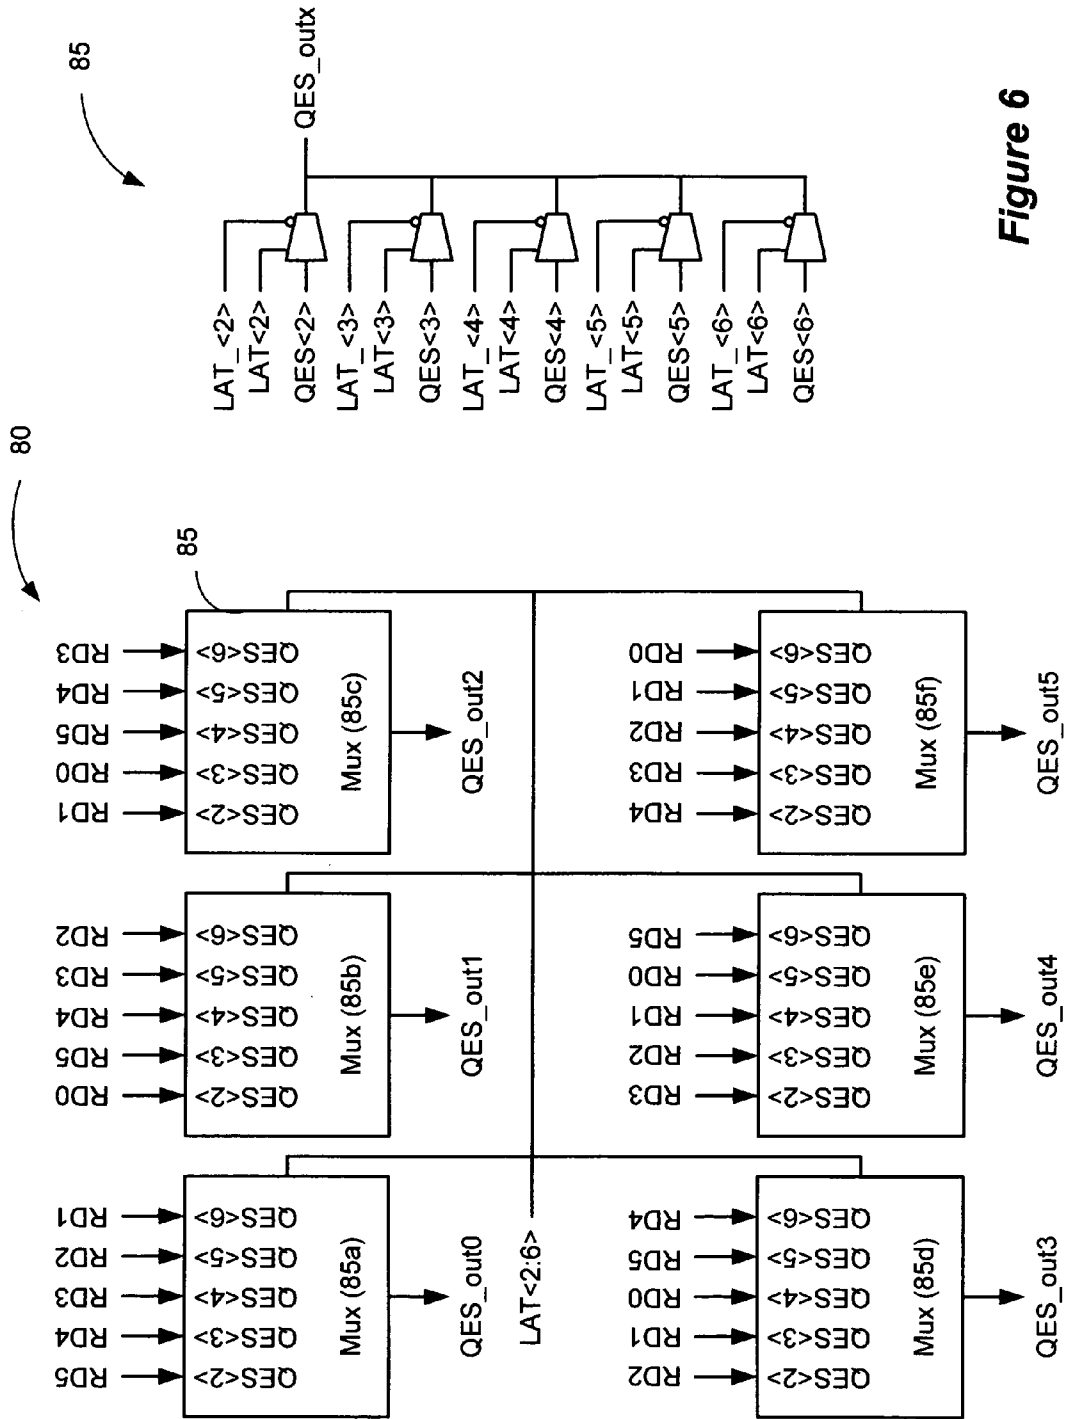 80
85
RD5
RD4
RD3
RD2
RD1
QES<2>
QES<3>
QES<4>
QES<5>
QES<6>
Mux (85a)
QES_out0
RD0
RD5
RD4
RD3
RD2
QES<2>
QES<3>
QES<4>
QES<5>
QES<6>
Mux (85b)
QES_out1
RD1
RD0
RD5
RD4
RD3
QES<2>
QES<3>
QES<4>
QES<5>
QES<6>
Mux (85c)
QES_out2
LAT<2:6>
RD2
RD1
RD0
RD5
RD4
QES<2>
QES<3>
QES<4>
QES<5>
QES<6>
Mux (85d)
QES_out3
RD3
RD2
RD1
RD0
RD5
QES<2>
QES<3>
QES<4>
QES<5>
QES<6>
Mux (85e)
QES_out4
RD4
RD3
RD2
RD1
RD0
QES<2>
QES<3>
QES<4>
QES<5>
QES<6>
Mux (85f)
QES_out5
85
LAT_<2>
LAT<2>
QES<2>
LAT_<3>
LAT<3>
QES<3>
LAT_<4>
LAT<4>
QES<4>
LAT_<5>
LAT<5>
QES<5>
LAT_<6>
LAT<6>
QES<6>
QES_outx
Figure 6